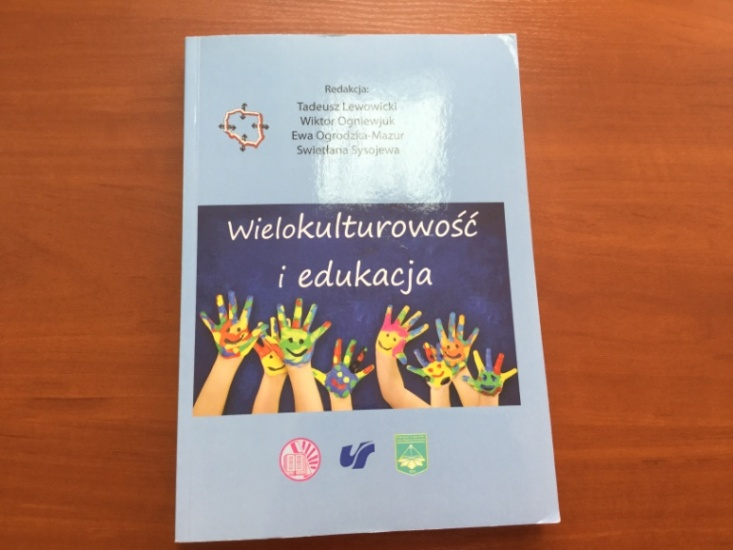 Redakcja:
Tadeusz Lewowicki
Wiktor Ogniewjuk
Ewa Ogrodzka-Mazur
Swietłana Sysojewa
Wielokulturowość
i edukacja